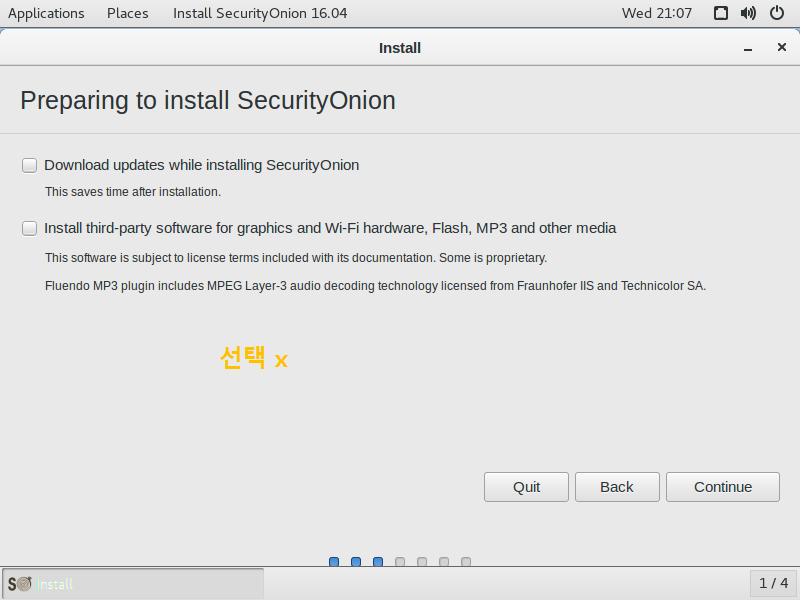 Applications Places Install SecurityOnion 16.04 Wed 21:07
Install
Preparing to install SecurityOnion
Download updates while installing SecurityOnion
This saves time after installation.
Install third-party software for graphics and Wi-Fi hardware, Flash, MP3 and other media
This software is subject to license terms included with its documentation. Some is proprietary.
Fluendo MP3 plugin includes MPEG Layer-3 audio decoding technology licensed from Fraunhofer IIS and Technicolor SA.
선택 x
Quit Back Continue
SO Install 1 / 4